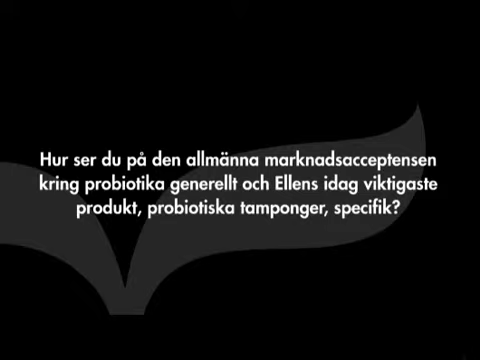 Hur ser du på den allmänna marknadsacceptensen
kring probiotika generellt och Ellens idag viktigaste
produkt, probiotiska tamponger, specifik?